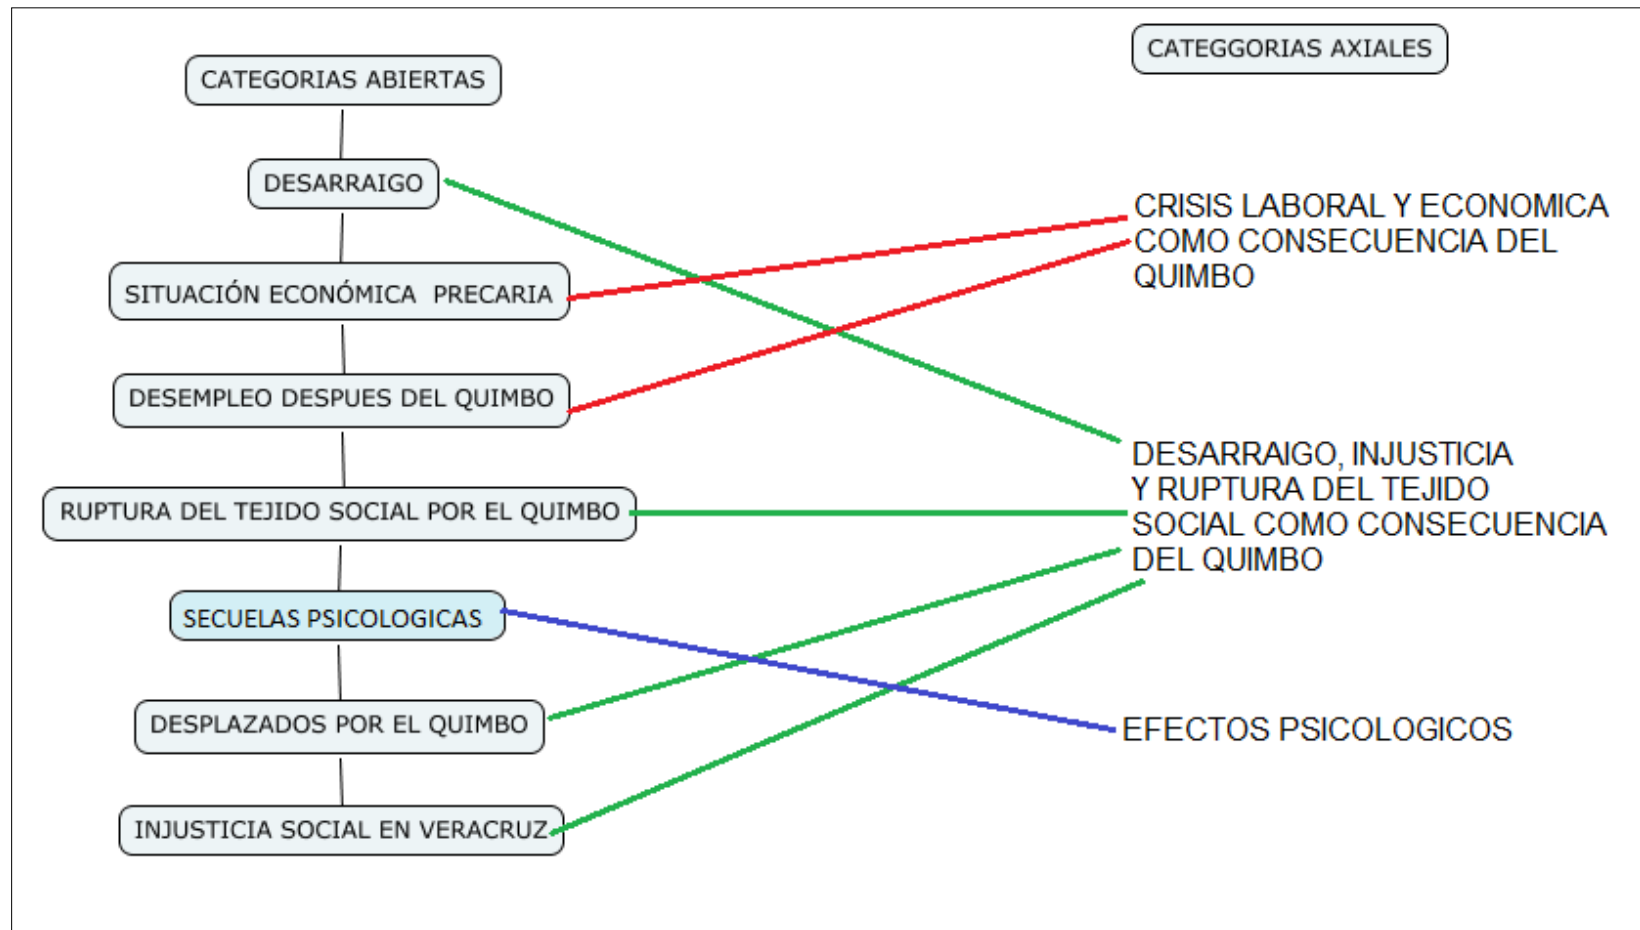 CATEGORIAS ABIERTAS
DESARRAIGO
SITUACIÓN ECONÓMICA PRECARIA
DESEMPLEO DESPUES DEL QUIMBO
RUPTURA DEL TEJIDO SOCIAL POR EL QUIMBO
SECUELAS PSICOLOGICAS
DESPLAZADOS POR EL QUIMBO
INJUSTICIA SOCIAL EN VERACRUZ
CATEGGORIAS AXIALES
CRISIS LABORAL Y ECONOMICA
COMO CONSECUENCIA DEL
QUIMBO
DESARRAIGO, INJUSTICIA
Y RUPTURA DEL TEJIDO
SOCIAL COMO CONSECUENCIA
DEL QUIMBO
EFECTOS PSICOLOGICOS